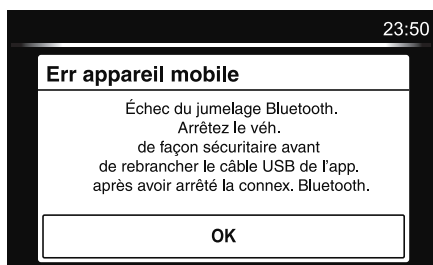 23:50
Err appareil mobile
Échec du jumelage Bluetooth.
Arrêtez le véh.
de façon sécuritaire avant
de rebrancher le câble USB de l'app.
après avoir arrêté la connex. Bluetooth.
OK